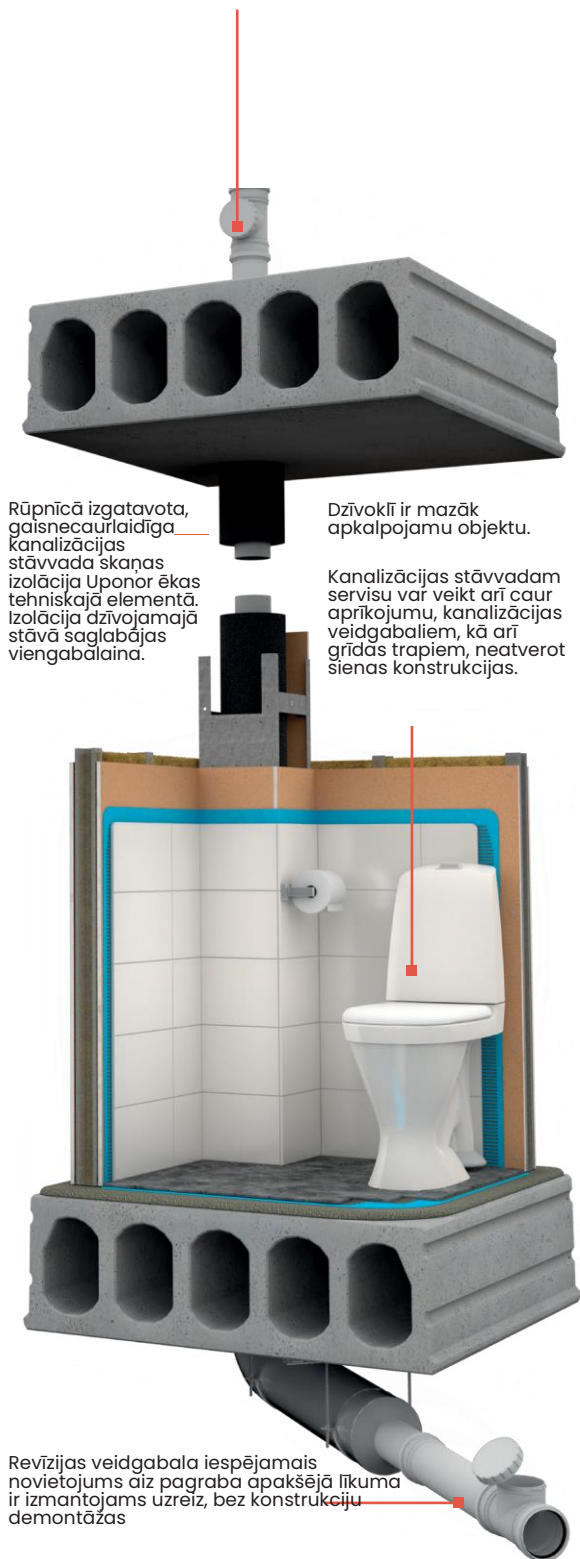 Rūpnīcā izgatavota,
gaisnecaurlaidīga
kanalizācijas
stāvvada skaņas
izolācija Uponor ēkas
tehniskajā elementā.
Izolācija dzīvojamajā
stāvā saglabājas
viengabalaina.
Dzīvoklī ir mazāk
apkalpojamu objektu.
Kanalizācijas stāvvadam
servisu var veikt arī caur
aprīkojumu, kanalizācijas
veidgabaliem, kā arī
grīdas trapiem, neatverot
sienas konstrukcijas.
Revīzijas veidgabala iespējamais
novietojums aiz pagraba apakšējā līkuma
ir izmantojams uzreiz, bez konstrukciju
demontāžas